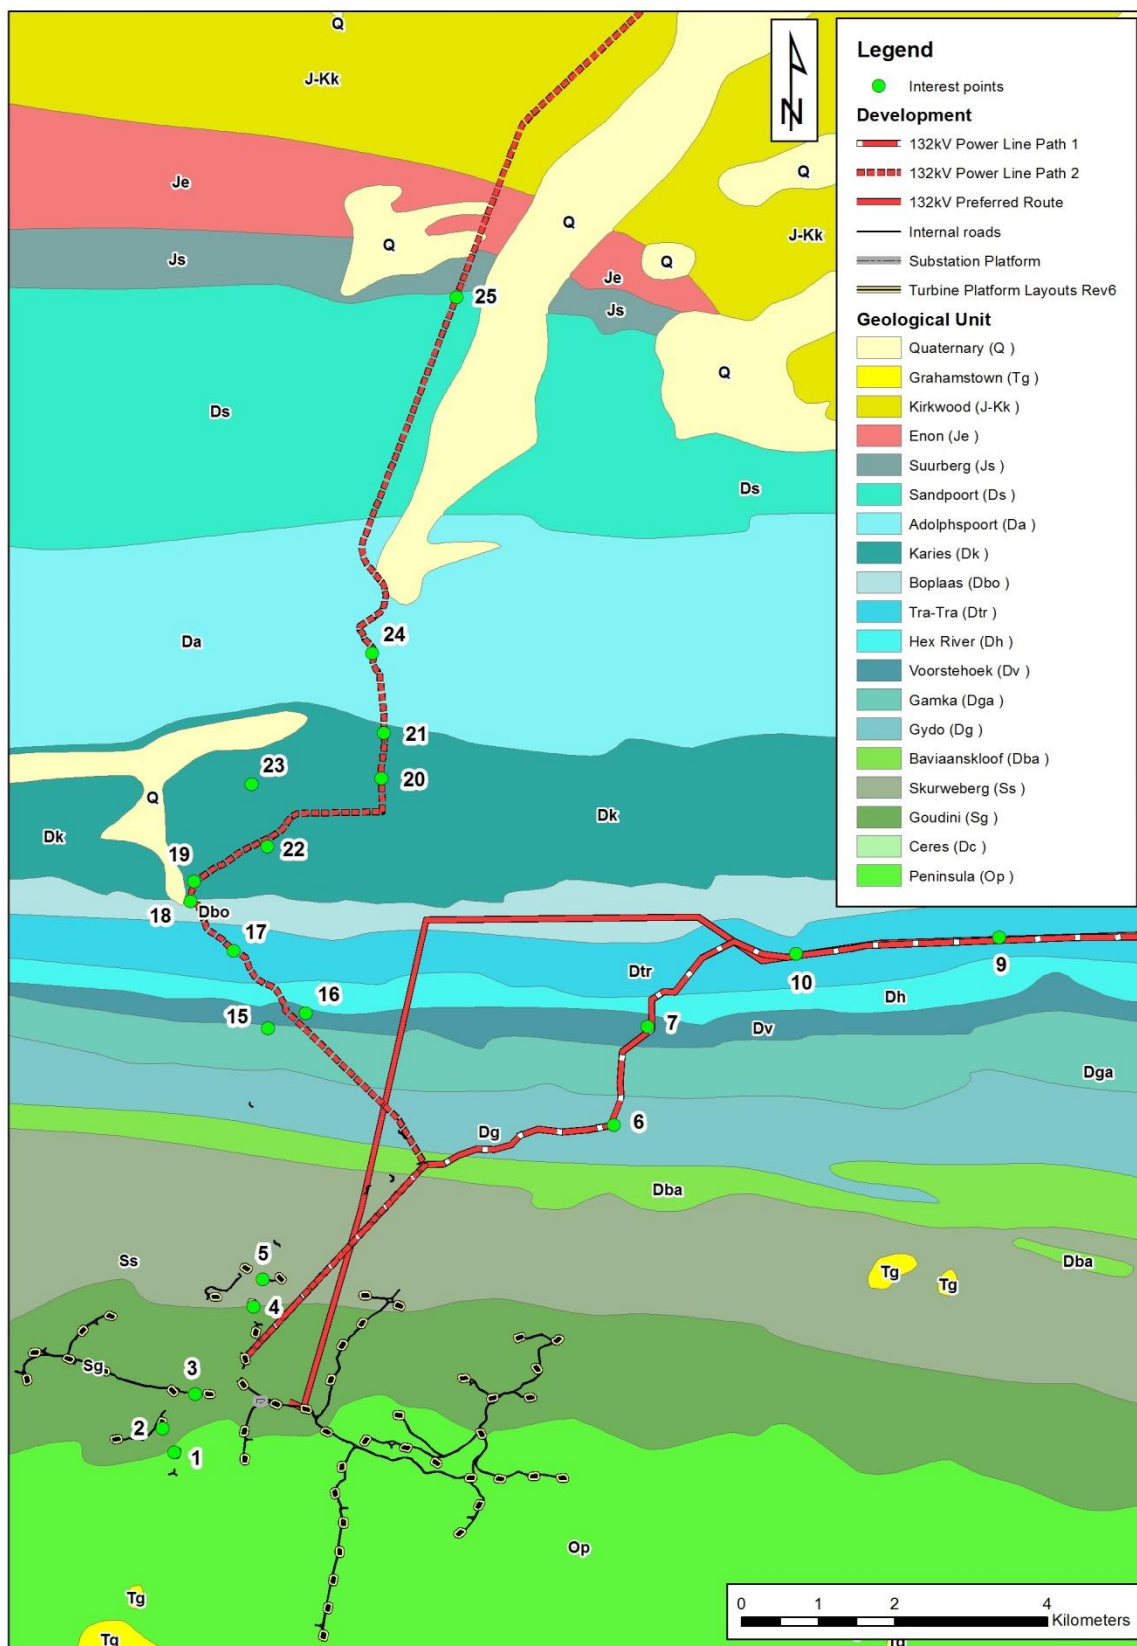 Q
J-Kk
N
Je
Q
Js
Q
Q
J-Kk
Je
Q
Js
Q
25
Ds
Ds
24
Da
21
20
23
Q
Dk
Dk
22
19
18
Dbo
17
16
15
Dtr
10
9
Dh
7
Dv
Dga
6
Dg
Dba
Dba
Ss
5
Tg
Tg
4
Sg
3
2
1
Op
Tg
Tg
Tg
Legend
Interest points
Development
132kV Power Line Path 1
132kV Power Line Path 2
132kV Preferred Route
Internal roads
Substation Platform
Turbine Platform Layouts Rev6
Geological Unit
Quaternary (Q )
Grahamstown (Tg )
Kirkwood (J-Kk )
Enon (Je )
Suurberg (Js )
Sandpoort (Ds )
Adolphspoort (Da )
Karies (Dk )
Boplaas (Dbo )
Tra-Tra (Dtr )
Hex River (Dh )
Voorstehoek (Dv )
Gamka (Dga )
Gydo (Dg )
Baviaanskloof (Dba )
Skurweberg (Ss )
Goudini (Sg )
Ceres (Dc )
Peninsula (Op )
0 1 2 4
Kilometers